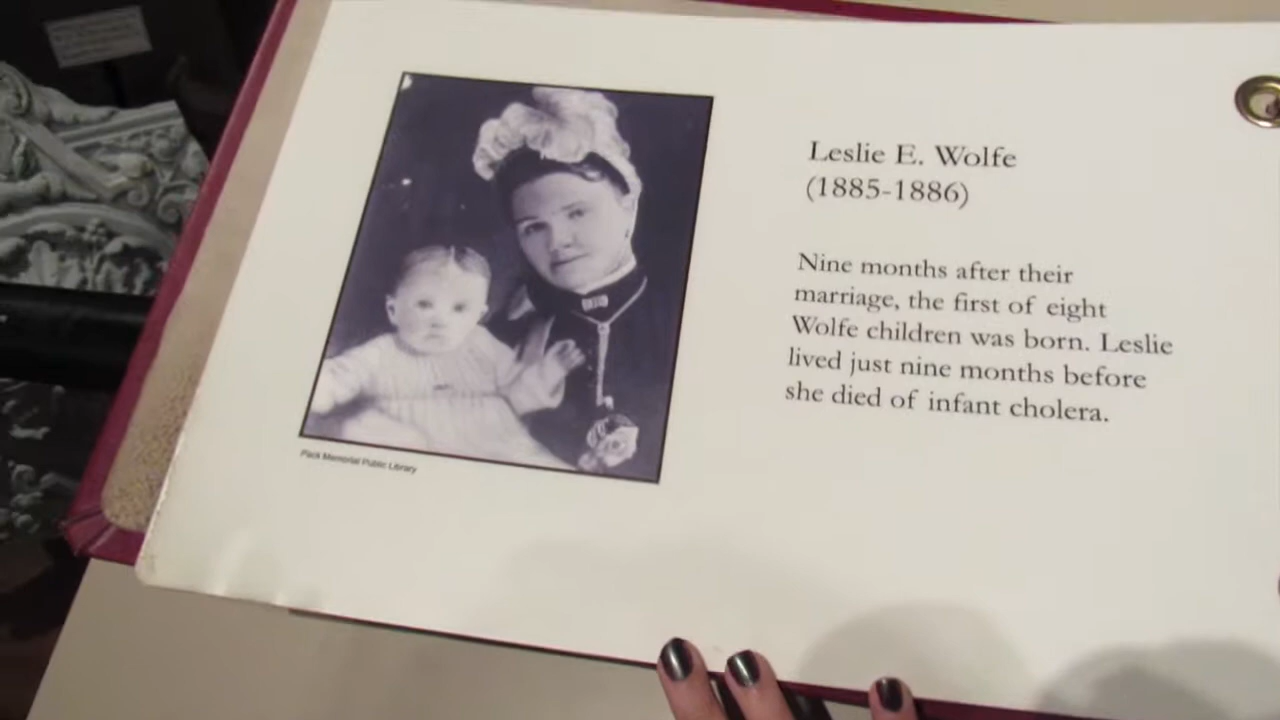 Leslie E. Wolfe
(1885-1886)
Nine months after their
marriage, the first of eight
Wolfe children was born. Leslie
lived just nine months before
she died of infant cholera.
Pack Memorial Public Library